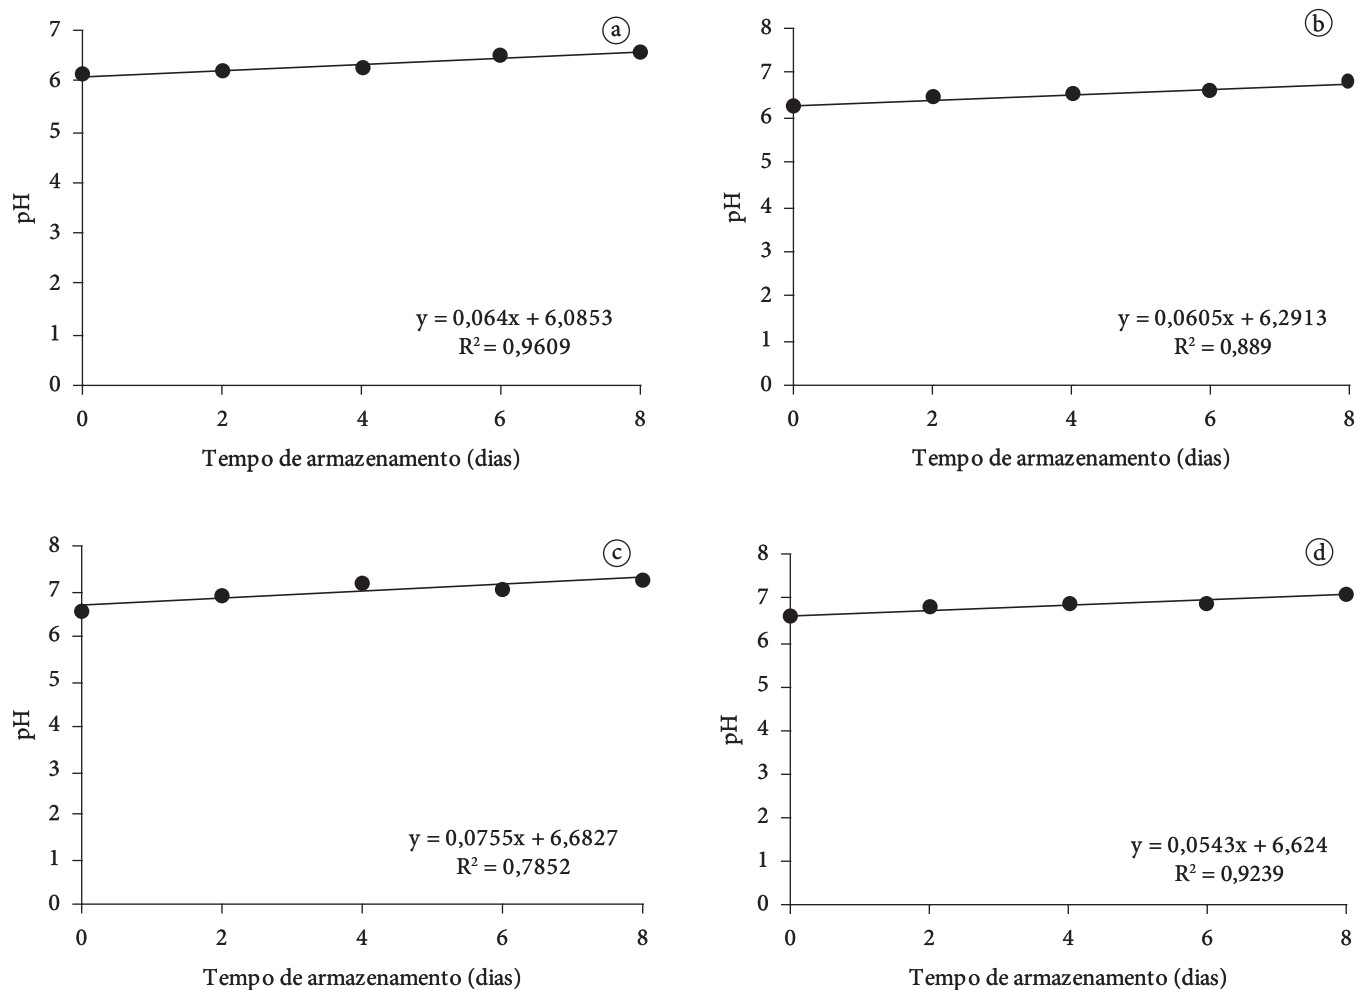 a
7
6
5
4
3
2
1
0
pH
y = 0,064x + 6,0853
R² = 0,9609
0 2 4 6 8
Tempo de armazenamento (dias)
b
8
7
6
5
4
3
2
1
0
pH
y = 0,0605x + 6,2913
R² = 0,889
0 2 4 6 8
Tempo de armazenamento (dias)
c
8
7
6
5
4
3
2
1
0
pH
y = 0,0755x + 6,6827
R² = 0,7852
0 2 4 6 8
Tempo de armazenamento (dias)
d
8
7
6
5
4
3
2
1
0
pH
y = 0,0543x + 6,624
R² = 0,9239
0 2 4 6 8
Tempo de armazenamento (dias)